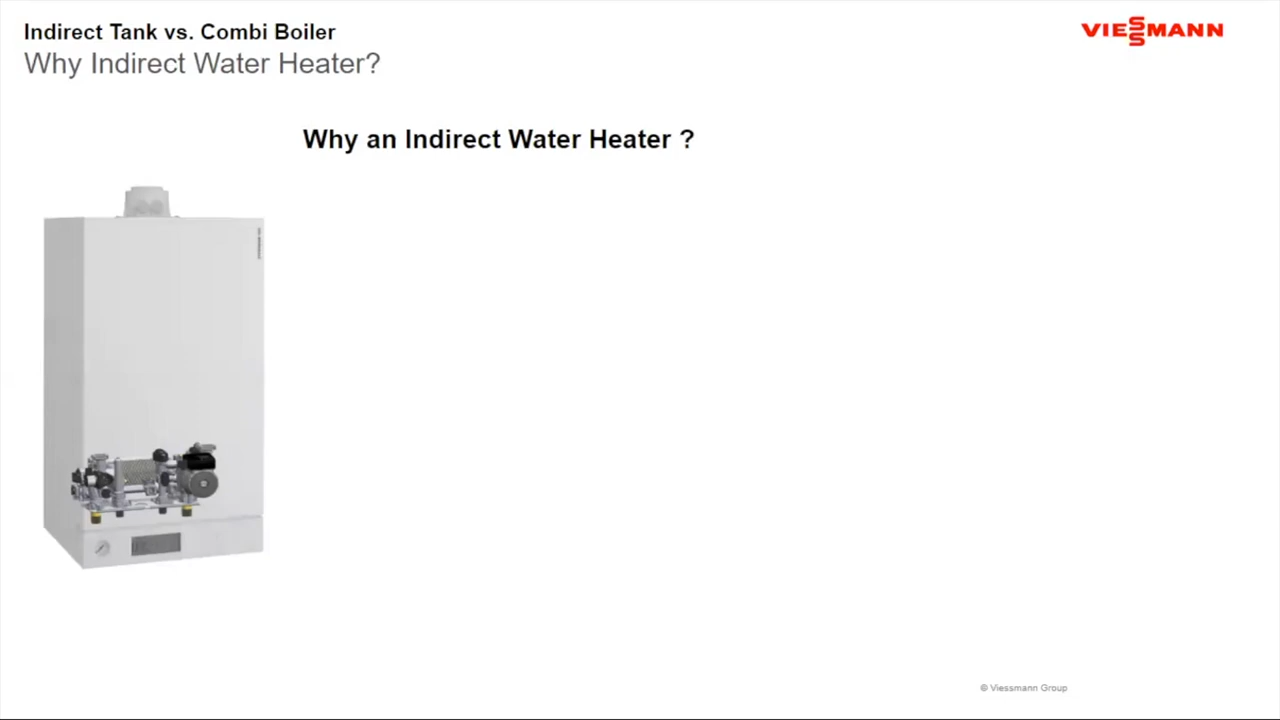 Indirect Tank vs. Combi Boiler
Why Indirect Water Heater?
VIESSMANN
Why an Indirect Water Heater ?
© Viessmann Group